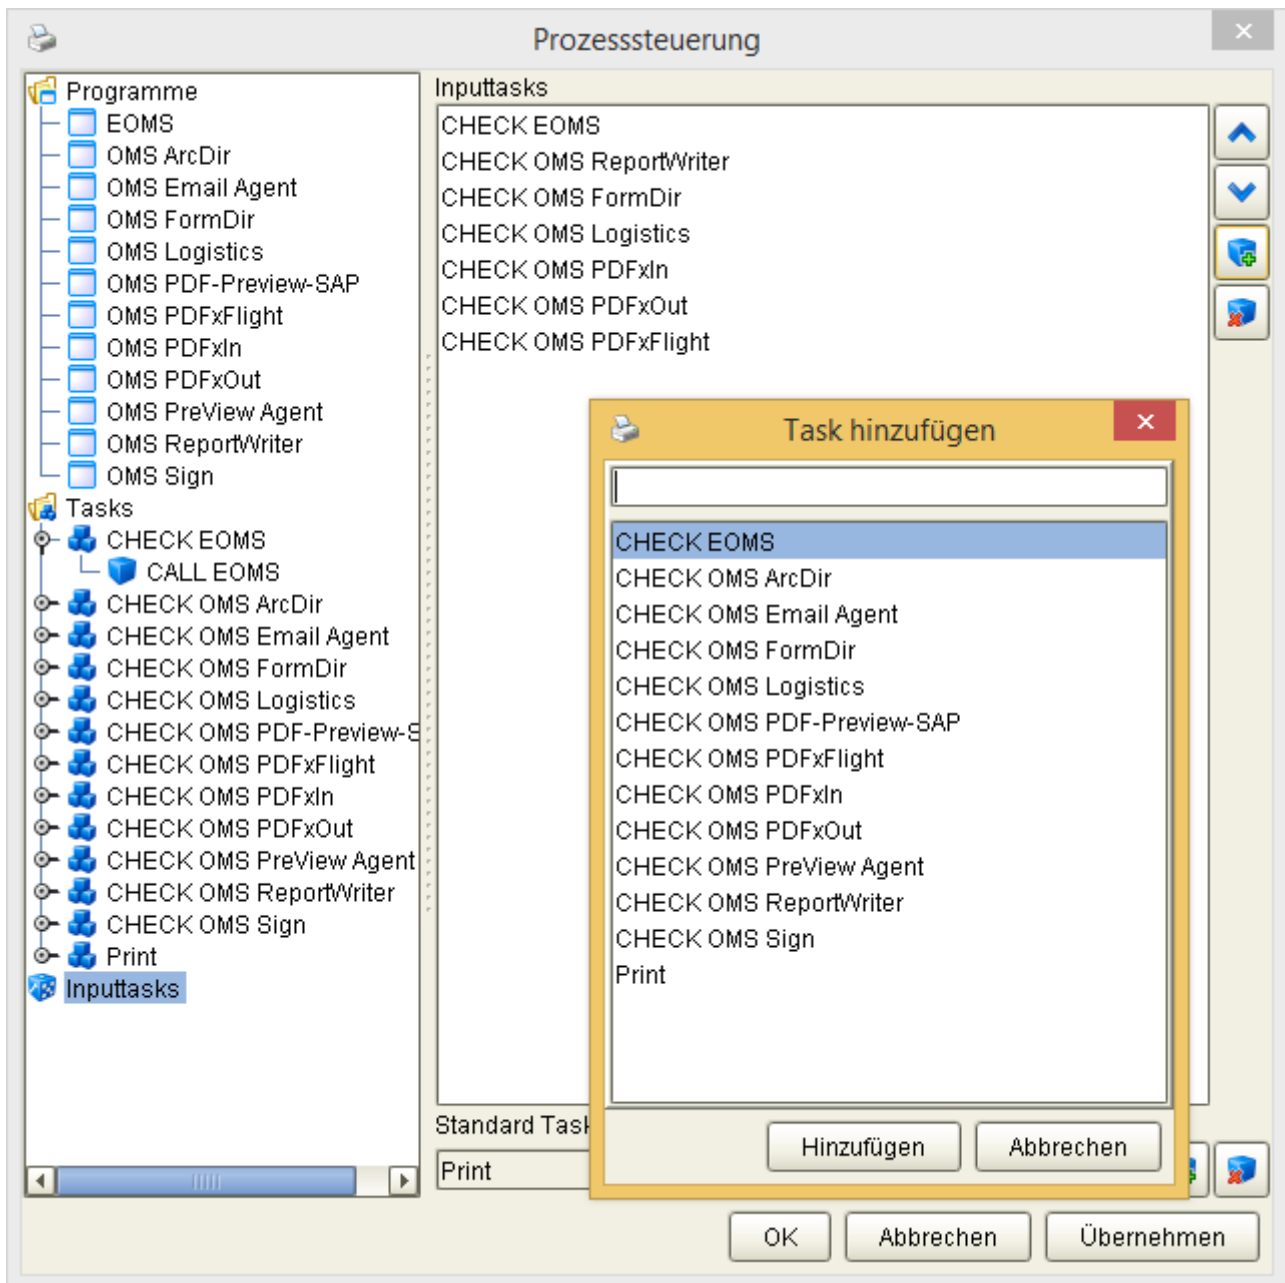 Prozesssteuerung
Programme
EOMS
OMS ArcDir
OMS Email Agent
OMS FormDir
OMS Logistics
OMS PDF-Preview-SAP
OMS PDFxFlight
OMS PDFxIn
OMS PDFxOut
OMS PreView Agent
OMS ReportWriter
OMS Sign
Tasks
CHECK EOMS
CALL EOMS
CHECK OMS ArcDir
CHECK OMS Email Agent
CHECK OMS FormDir
CHECK OMS Logistics
CHECK OMS PDF-Preview-S
CHECK OMS PDFxFlight
CHECK OMS PDFxIn
CHECK OMS PDFxOut
CHECK OMS PreView Agent
CHECK OMS ReportWriter
CHECK OMS Sign
Print
Inputtasks
Inputtasks
CHECK EOMS
CHECK OMS ReportWriter
CHECK OMS FormDir
CHECK OMS Logistics
CHECK OMS PDFxIn
CHECK OMS PDFxOut
CHECK OMS PDFxFlight
Task hinzufügen
CHECK EOMS
CHECK OMS ArcDir
CHECK OMS Email Agent
CHECK OMS FormDir
CHECK OMS Logistics
CHECK OMS PDF-Preview-SAP
CHECK OMS PDFxFlight
CHECK OMS PDFxIn
CHECK OMS PDFxOut
CHECK OMS PreView Agent
CHECK OMS ReportWriter
CHECK OMS Sign
Print
Hinzufügen Abbrechen
Standard Task
Print
OK Abbrechen Übernehmen